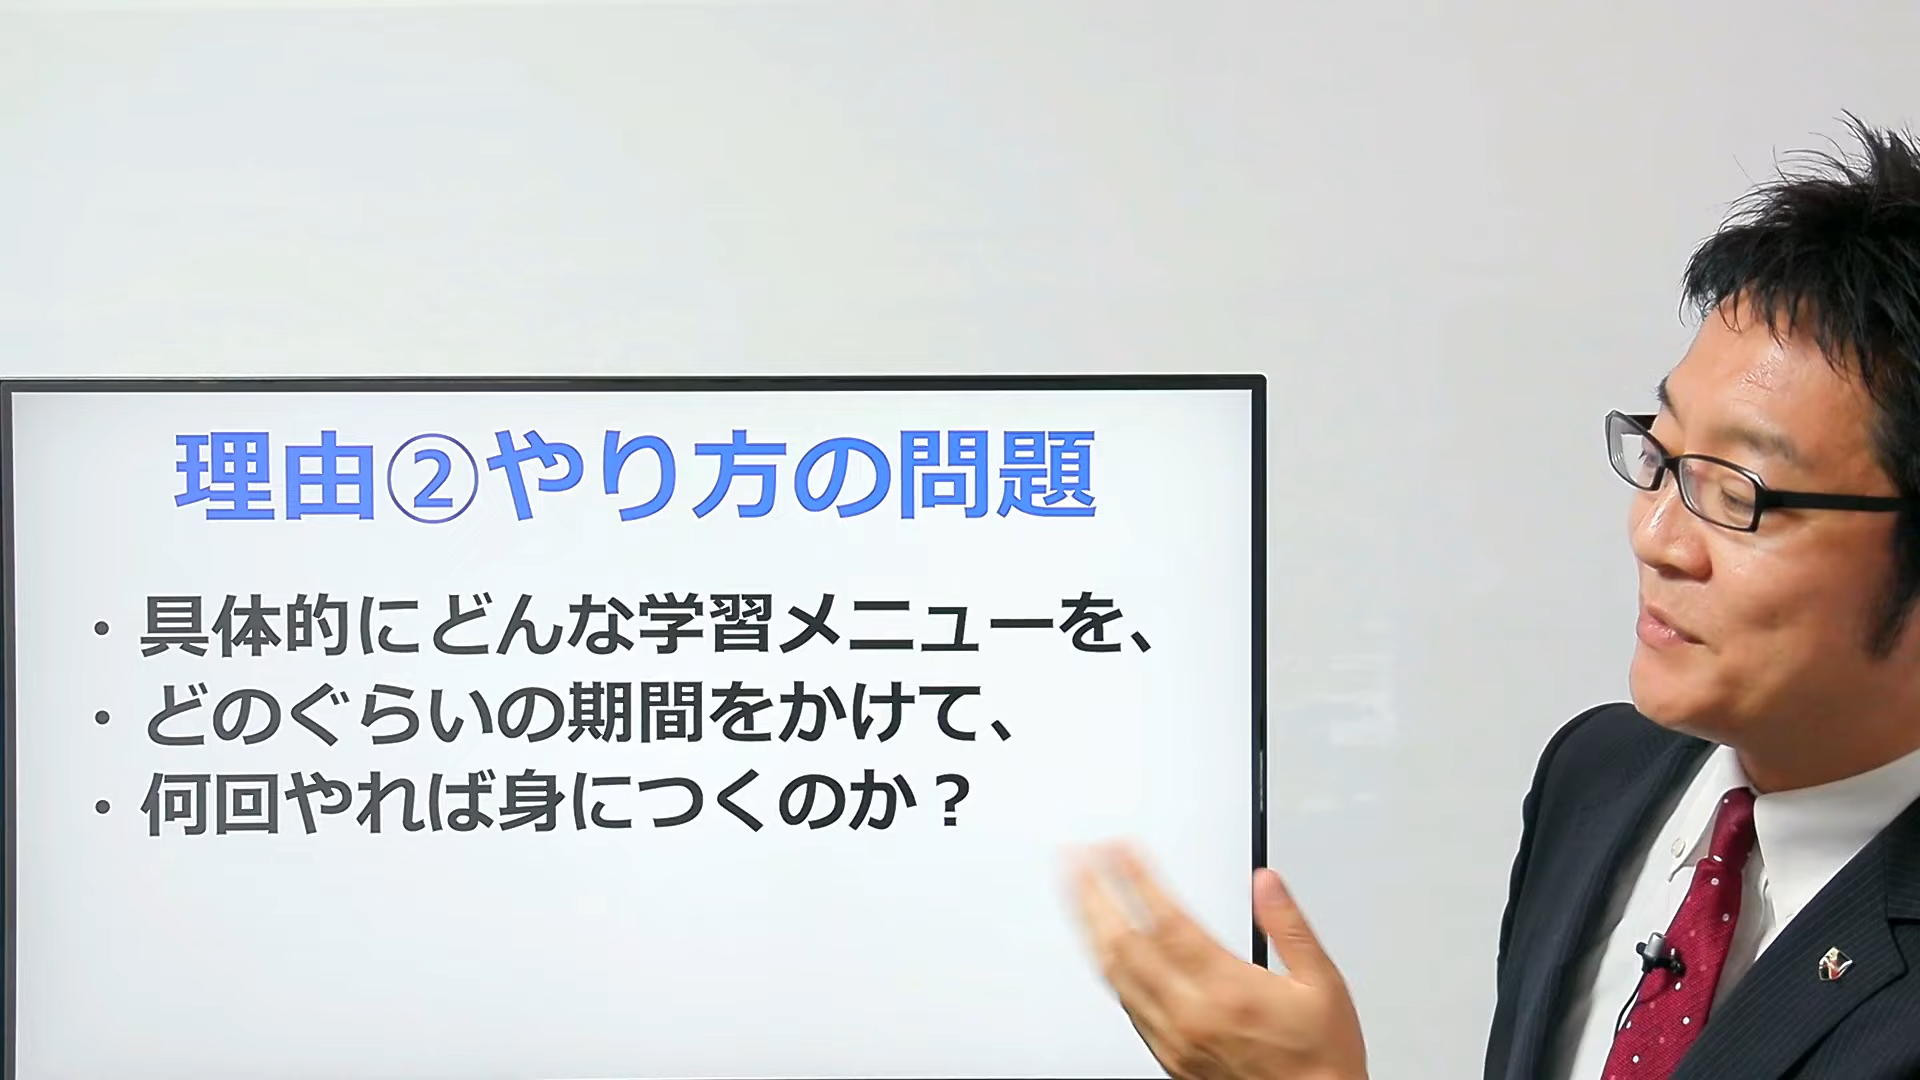 理由②やり方の問題
・具体的にどんな学習メニューを、
・どのぐらいの期間をかけて、
・何回やれば身につくのか？